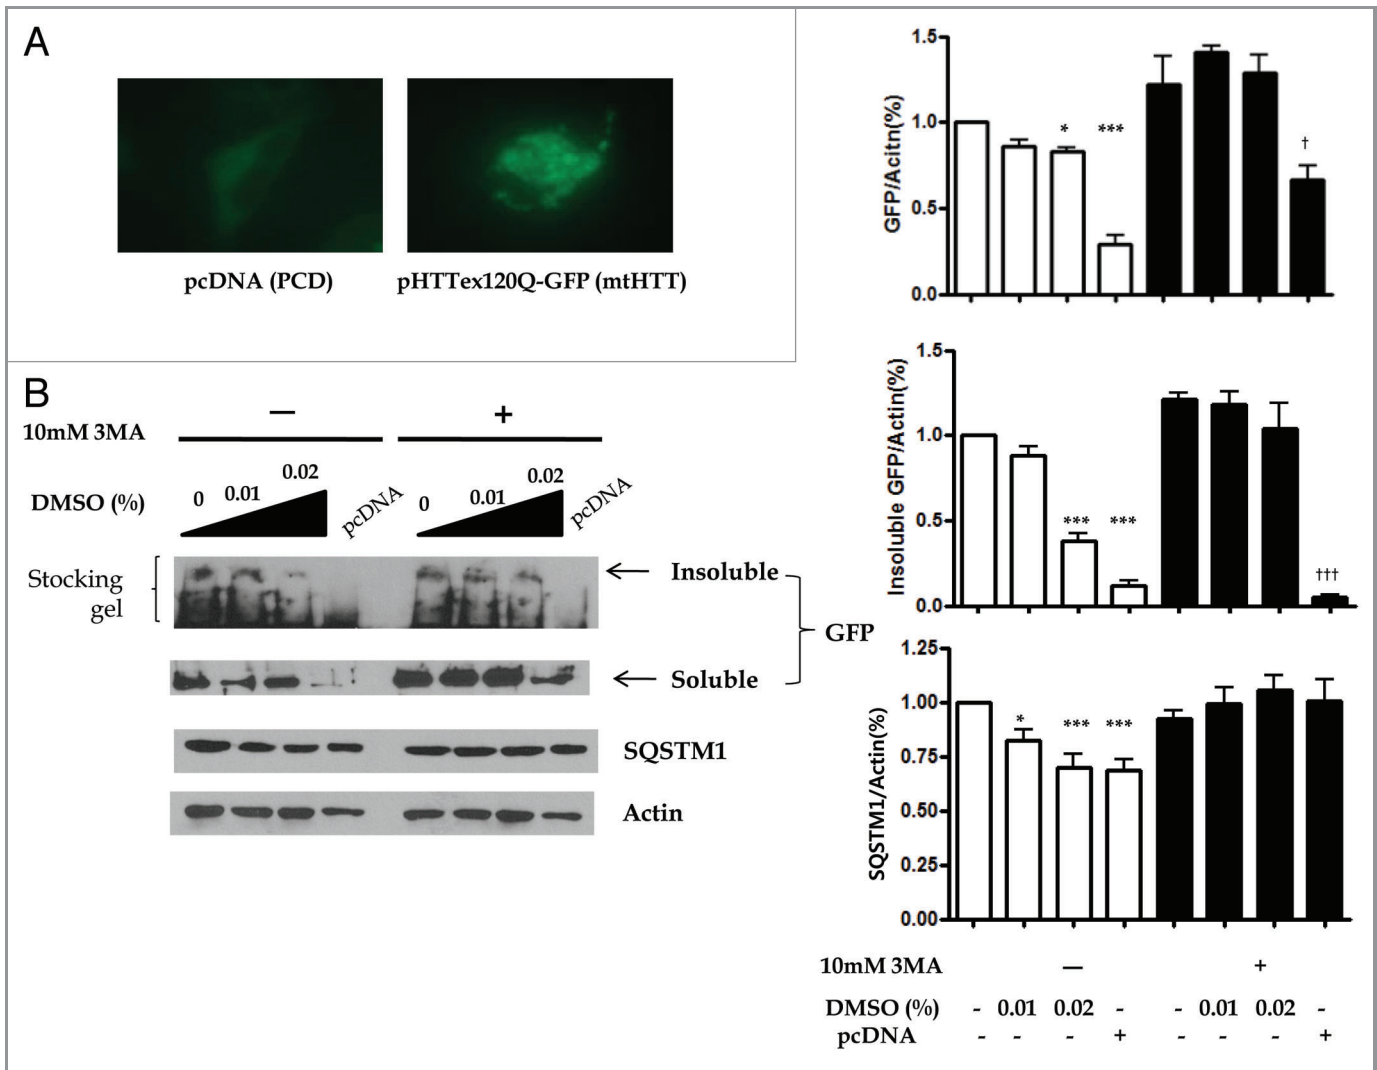 A
pcDNA (PCD)
pHTTex120Q-GFP (mtHTT)
B
10mM 3MA
—
+
DMSO (%)
0
0.01
0.02
pcDNA
0
0.01
0.02
pcDNA
Stocking
gel
Insoluble
Soluble
GFP
SQSTM1
Actin
GFP/Acitn(%)
1.5
1.0
0.5
0.0
*
***
†
Insoluble GFP/Actin(%)
1.5
1.0
0.5
0.0
***
***
†††
SQSTM1/Actin(%)
1.25
1.00
0.75
0.50
0.25
0.00
*
***
***
10mM 3MA — +
DMSO (%) - 0.01 0.02 - - 0.01 0.02 -
pcDNA - - - + - - - +